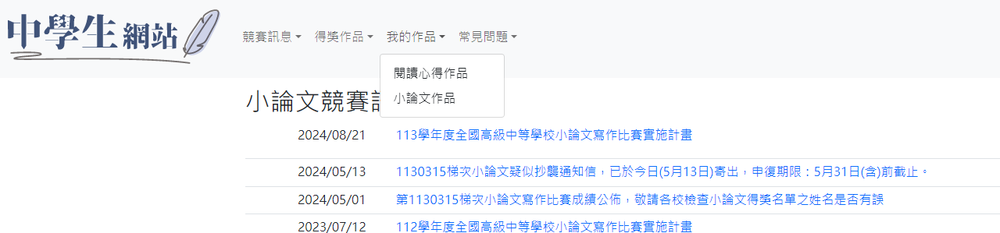 中學生網站
競賽訊息 得獎作品 我的作品 常見問題
閱讀心得作品
小論文作品
小論文競賽
2024/08/21 113學年度全國高級中等學校小論文寫作比賽實施計畫
2024/05/13 1130315梯次小論文疑似抄襲通知信，已於今日(5月13日)寄出，申復期限：5月31日(含)前截止。
2024/05/01 第1130315梯次小論文寫作比賽成績公佈，敬請各校檢查小論文得獎名單之姓名是否有誤
2023/07/12 112學年度全國高級中等學校小論文寫作比賽實施計畫